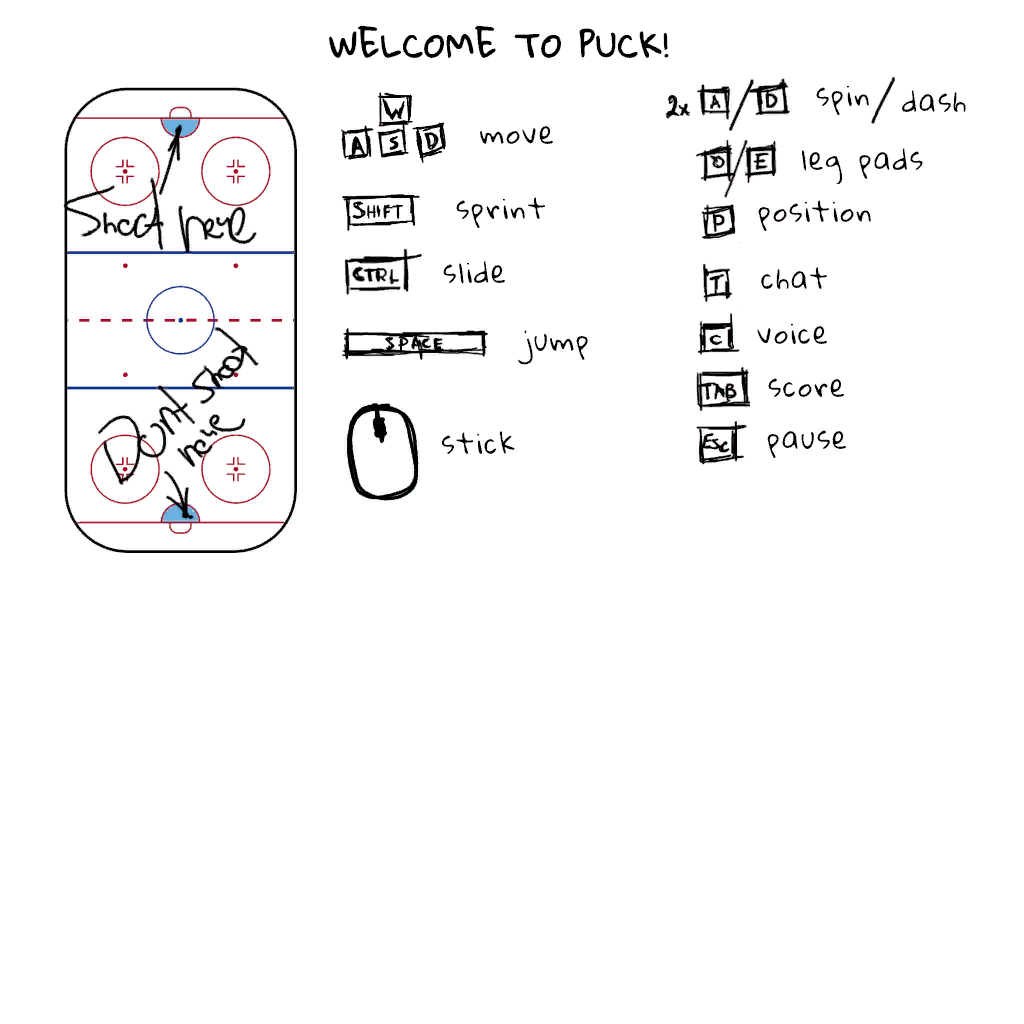 WELCOME TO PUCK!
Shoot here
Dont shoot
here
W
A S D move
SHIFT sprint
CTRL slide
SPACE jump
stick
2x A / D spin / dash
Q / E leg pads
P position
T chat
C voice
TAB score
ESC pause